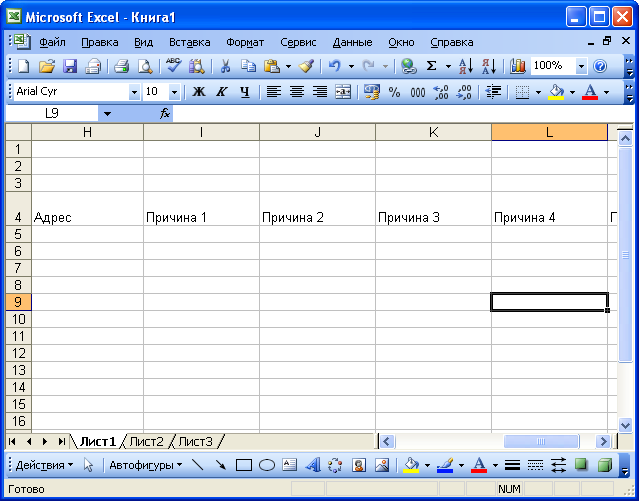 Microsoft Excel - Книга1
Файл Правка Вид Вставка Формат Сервис Данные Окно Справка
100%
Arial Cyr 10 Ж К Ч % 000
L9 fx
H I J K L
1
2
3
4 Адрес Причина 1 Причина 2 Причина 3 Причина 4 П
5
6
7
8
9
10
11
12
13
14
15
16
Лист1 Лист2 Лист3
Действия Автофигуры
Готово NUM